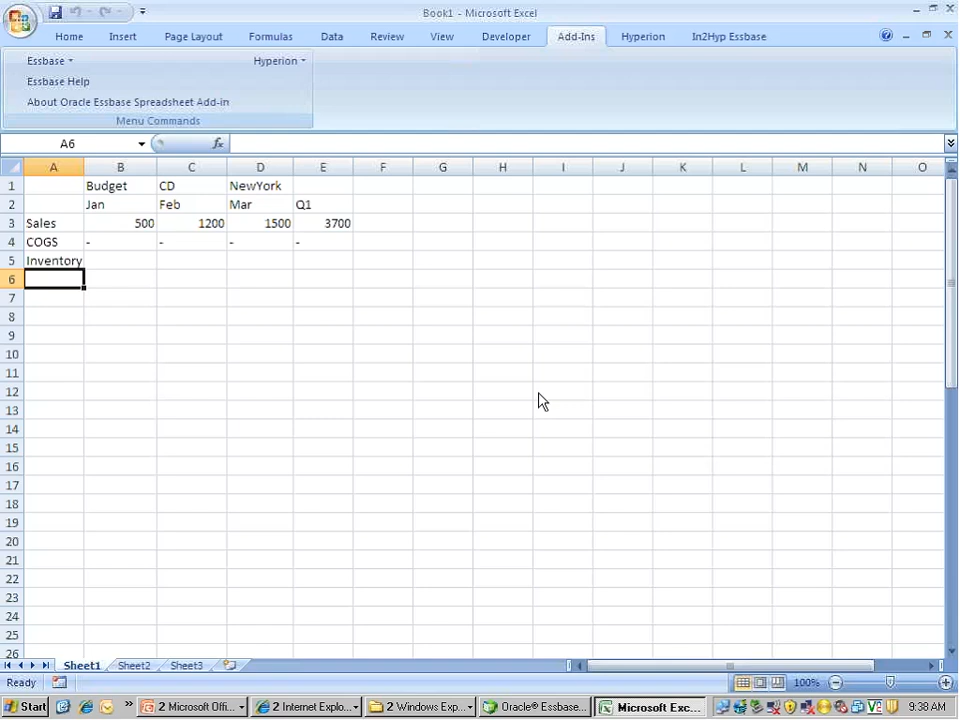 Book1 - Microsoft Excel
Home Insert Page Layout Formulas Data Review View Developer Add-Ins Hyperion In2Hyp Essbase
Essbase Hyperion
Essbase Help
About Oracle Essbase Spreadsheet Add-in
Menu Commands
A6 fx
A B C D E F G H I J K L M N O
1 Budget CD NewYork
2 Jan Feb Mar Q1
3 Sales 500 1200 1500 3700
4 COGS - - - -
5 Inventory
6
7
8
9
10
11
12
13
14
15
16
17
18
19
20
21
22
23
24
25
26
Sheet1 Sheet2 Sheet3
Ready 100%
Start 2 Microsoft Offi... 2 Internet Explo... 2 Windows Exp... Oracle® Essbase... Microsoft Exc... 9:38 AM